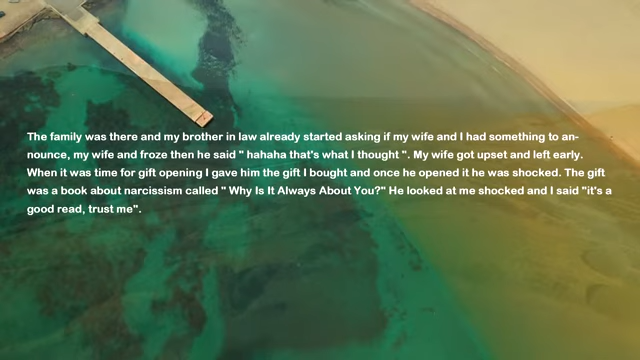 The family was there and my brother in law already started asking if my wife and I had something to an-
nounce, my wife and froze then he said " hahaha that's what I thought ". My wife got upset and left early.
When it was time for gift opening I gave him the gift I bought and once he opened it he was shocked. The gift
was a book about narcissism called " Why Is It Always About You?" He looked at me shocked and I said "it's a
good read, trust me".